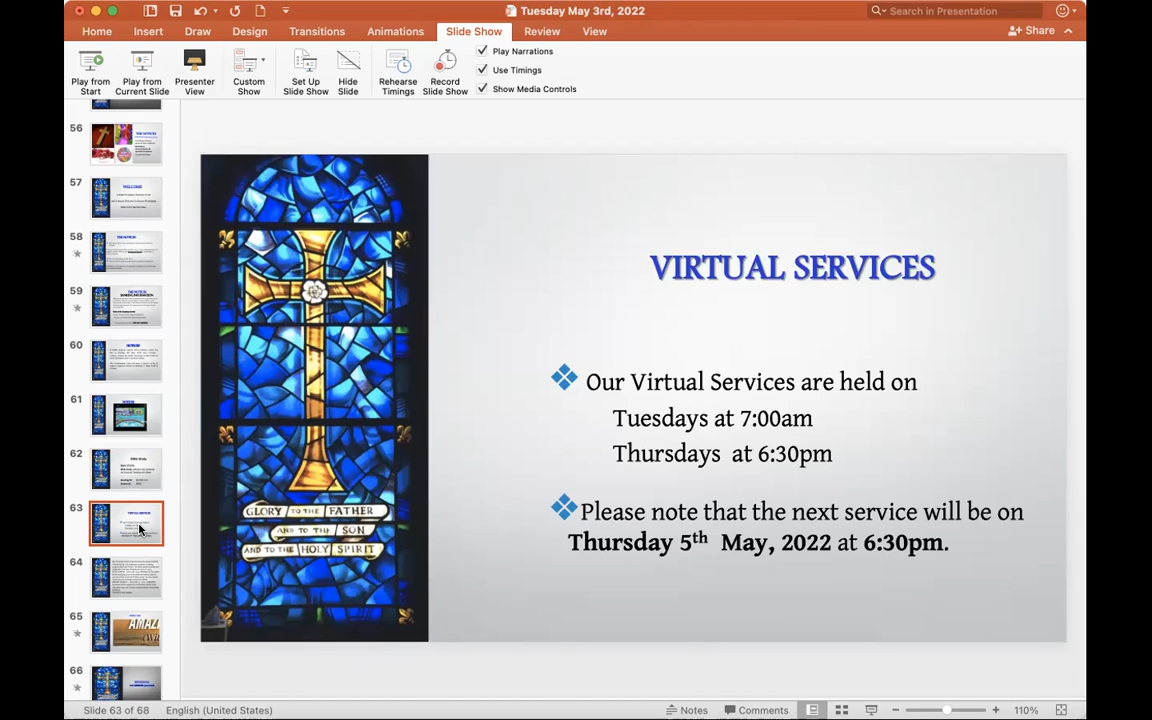 Tuesday May 3rd, 2022
Search in Presentation
Home Insert Draw Design Transitions Animations Slide Show Review View
Share
Play from Start
Play from Current Slide
Presenter View
Custom Show
Set Up Slide Show
Hide Slide
Rehearse Timings
Record Slide Show
Play Narrations
Use Timings
Show Media Controls
56
57
WELCOME
58
59
60
61
62
63
64
65
66
VIRTUAL SERVICES
Our Virtual Services are held on
Tuesdays at 7:00am
Thursdays at 6:30pm
Please note that the next service will be on
Thursday 5th May, 2022 at 6:30pm.
GLORY TO THE FATHER
AND TO THE SON
AND TO THE HOLY SPIRIT
Slide 63 of 68 English (United States)
Notes Comments 110%